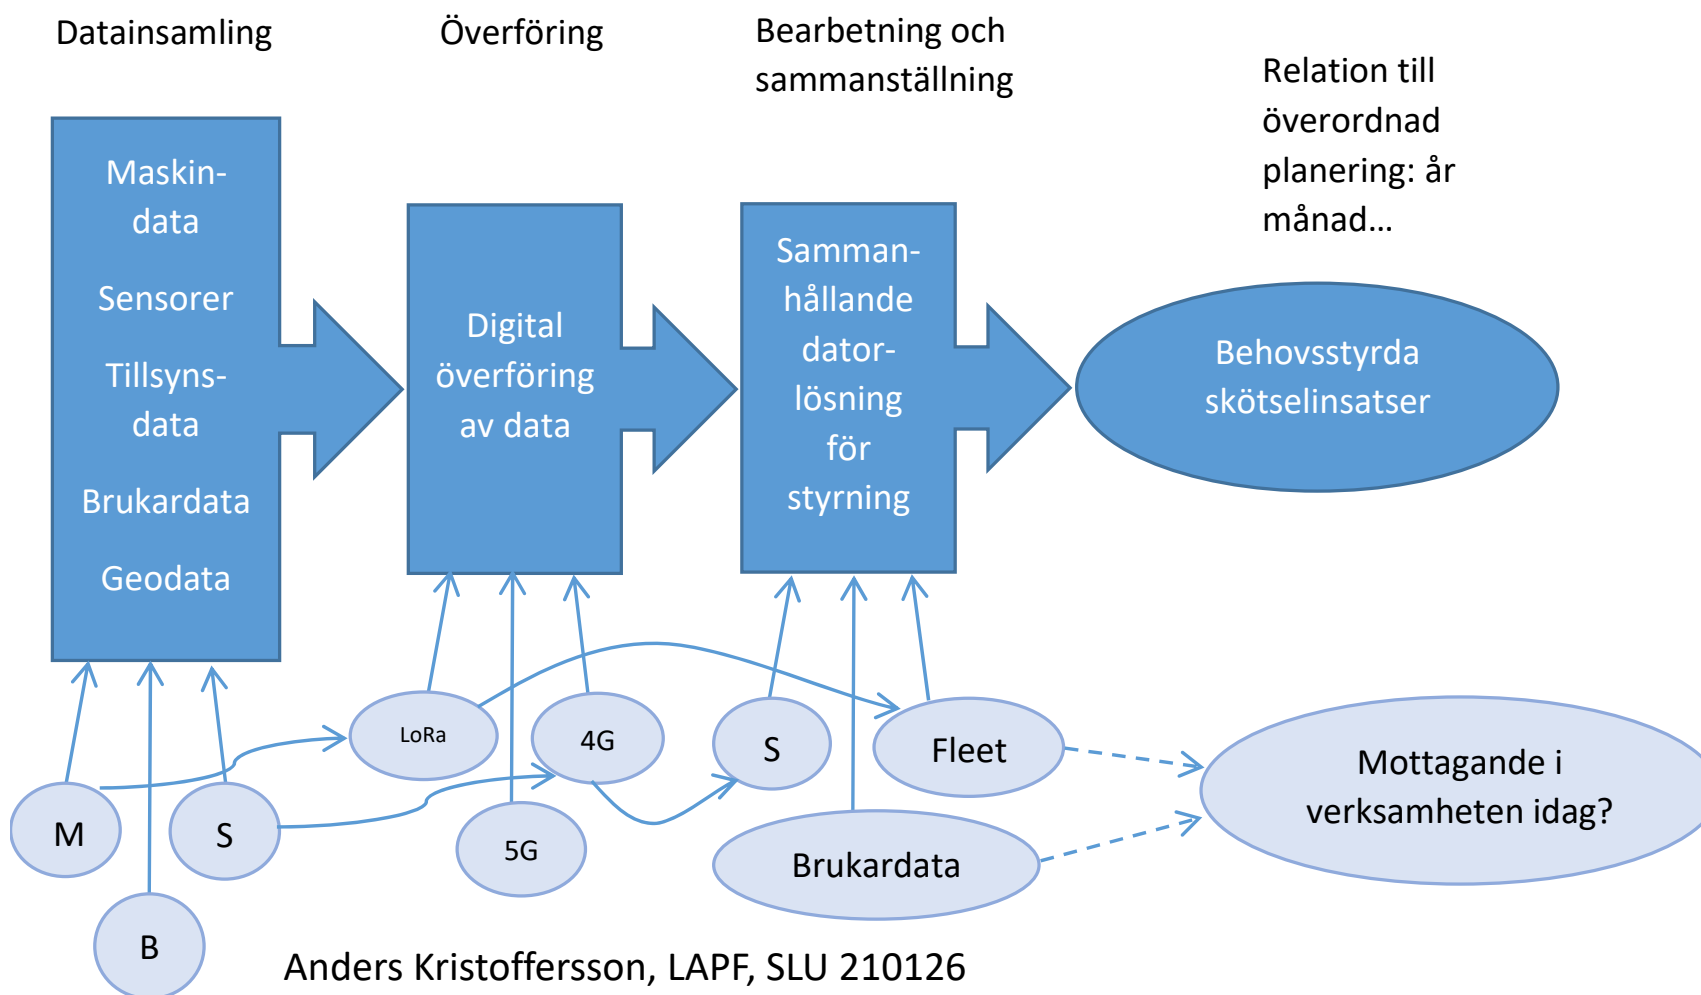 Datainsamling
Överföring
Bearbetning och
sammanställning
Relation till
överordnad
planering: år
månad...
Maskin-
data
Sensorer
Tillsyns-
data
Brukardata
Geodata
Digital
överföring
av data
Samman-
hållande
dator-
lösning
för
styrning
Behovsstyrda
skötselinsatser
M
B
S
LoRa
5G
4G
S
Fleet
Brukardata
Mottagande i
verksamheten idag?
Anders Kristoffersson, LAPF, SLU 210126